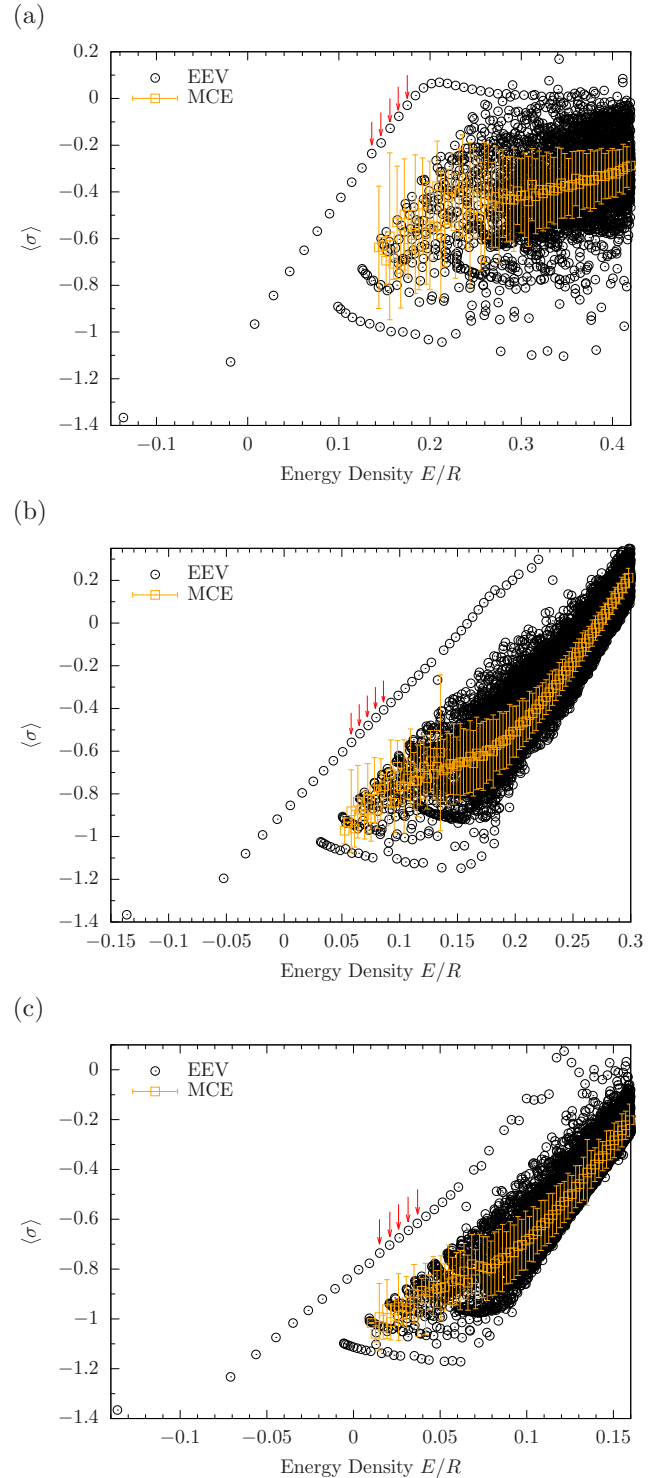 (a)
0.2
0
−0.2
−0.4
−0.6
−0.8
−1
−1.2
−1.4
⟨σ⟩
EEV
MCE
−0.1 0 0.1 0.2 0.3 0.4
Energy Density E/R
(b)
0.2
0
−0.2
−0.4
−0.6
−0.8
−1
−1.2
−1.4
⟨σ⟩
EEV
MCE
−0.15 −0.1 −0.05 0 0.05 0.1 0.15 0.2 0.25 0.3
Energy Density E/R
(c)
0
−0.2
−0.4
−0.6
−0.8
−1
−1.2
−1.4
⟨σ⟩
EEV
MCE
−0.1 −0.05 0 0.05 0.1 0.15
Energy Density E/R